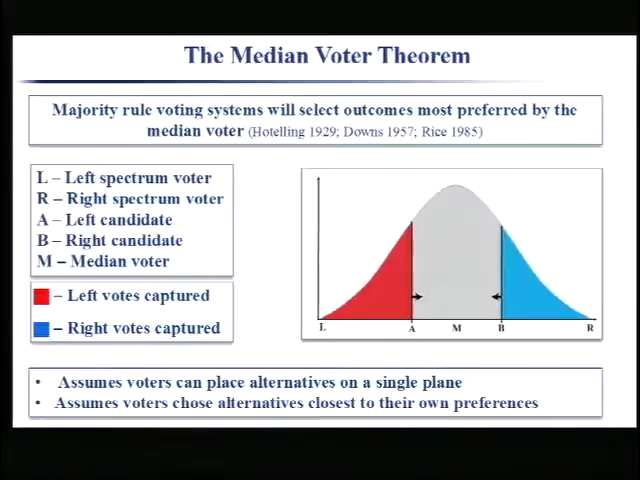 The Median Voter Theorem
Majority rule voting systems will select outcomes most preferred by the
median voter (Hotelling 1929; Downs 1957; Rice 1985)
L – Left spectrum voter
R – Right spectrum voter
A – Left candidate
B – Right candidate
M – Median voter
– Left votes captured
– Right votes captured
L A M B R
• Assumes voters can place alternatives on a single plane
• Assumes voters chose alternatives closest to their own preferences